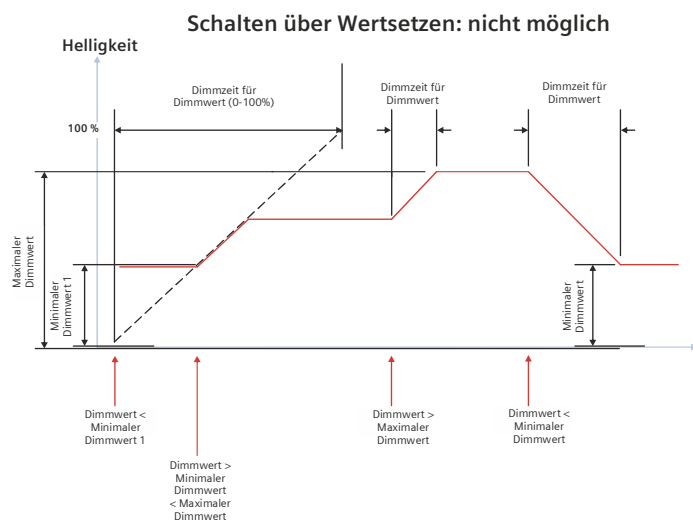 Schalten über Wertsetzen: nicht möglich
Helligkeit
Dimmzeit für
Dimmwert (0-100%)
Dimmzeit für
Dimmwert
Dimmzeit für
Dimmwert
100 %
Maximaler
Dimmwert
Minimaler
Dimmwert 1
Minimaler
Dimmwert
Dimmwert <
Minimaler
Dimmwert 1
Dimmwert >
Minimaler
Dimmwert
< Maximaler
Dimmwert
Dimmwert >
Maximaler
Dimmwert
Dimmwert <
Minimaler
Dimmwert